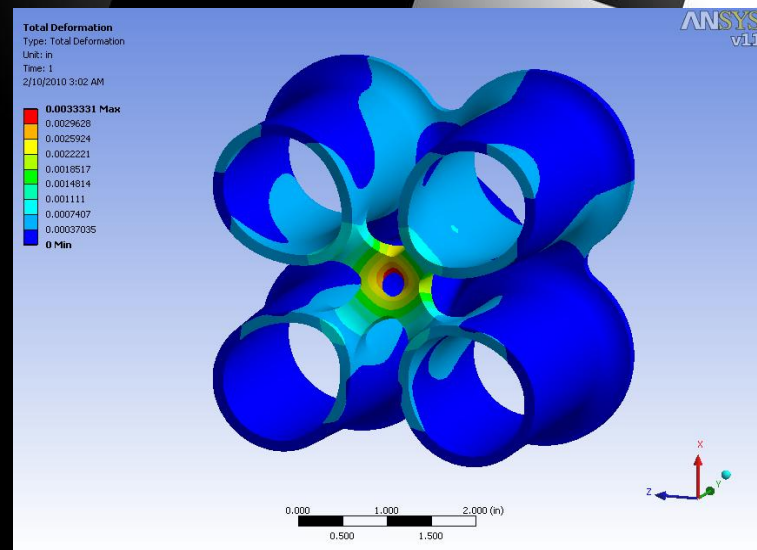 Total Deformation
Type: Total Deformation
Unit: in
Time: 1
2/10/2010 3:02 AM
0.0033331 Max
0.0029628
0.0025924
0.0022221
0.0018517
0.0014814
0.001111
0.0007407
0.00037035
0 Min
ANSYS
v11
X
Y
Z
0.000 1.000 2.000 (in)
0.500 1.500